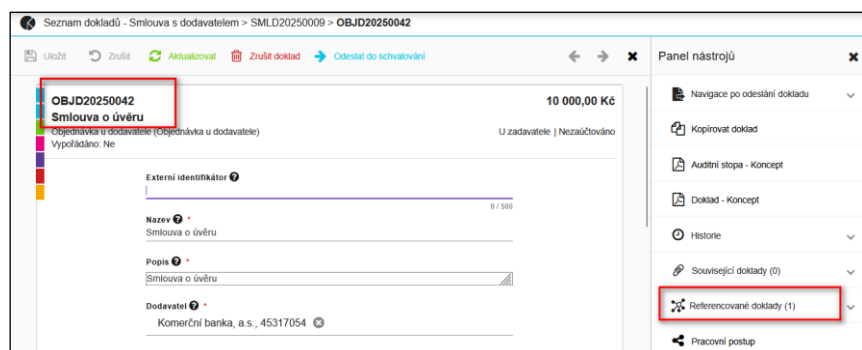 Seznam dokladů - Smlouva s dodavatelem > SMLD20250009 > OBJD20250042
Uložit Zrušit Aktualizovat Zrušit doklad Odeslat do schvalování
Panel nástrojů
OBJD20250042 10 000,00 Kč
Smlouva o úvěru
Objednávka u dodavatele (Objednávka u dodavatele) U zadavatele | Nezaúčtováno
Vypořádáno: Ne
Externí identifikátor
0 / 500
Nazev *
Smlouva o úvěru
Popis *
Smlouva o úvěru
Dodavatel *
Komerční banka, a.s., 45317054
Navigace po odeslání dokladu
Kopírovat doklad
Auditní stopa - Koncept
Doklad - Koncept
Historie
Související doklady (0)
Referencované doklady (1)
Pracovní postup